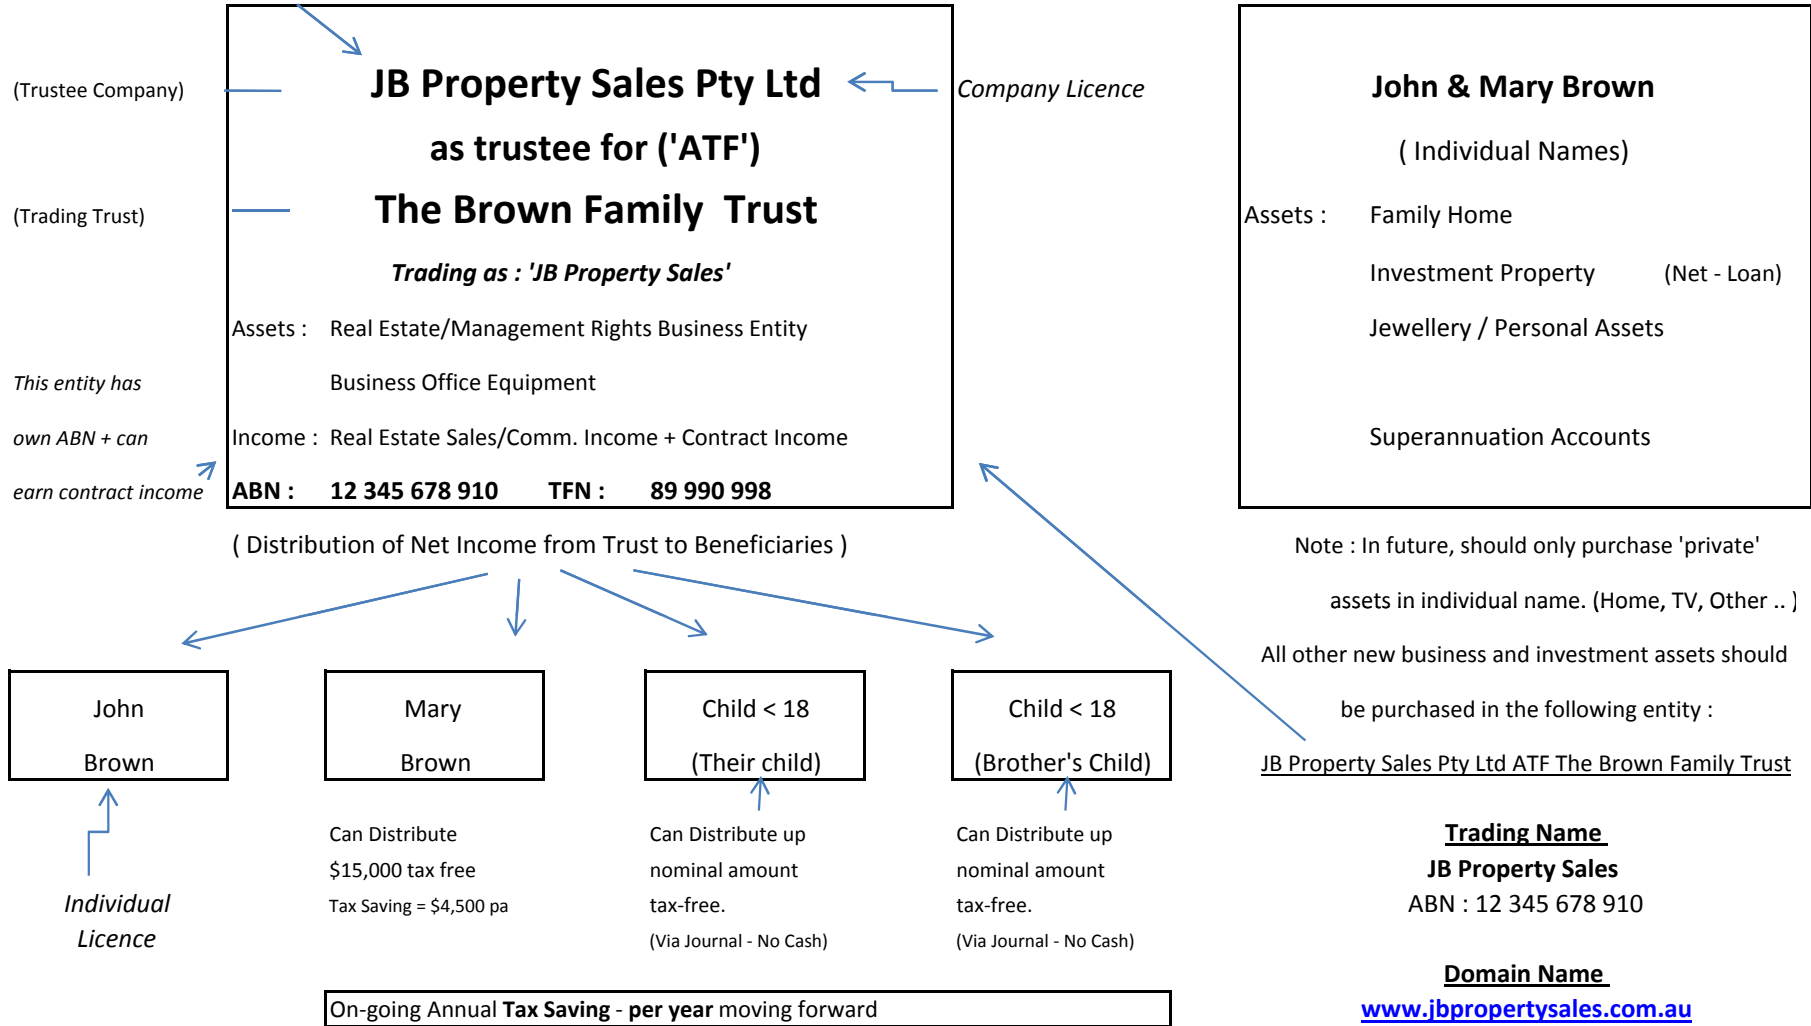 (Trustee Company)
JB Property Sales Pty Ltd
Company Licence
as trustee for ('ATF')
(Trading Trust)
The Brown Family Trust
Trading as : 'JB Property Sales'
Assets : Real Estate/Management Rights Business Entity
This entity has
Business Office Equipment
own ABN + can
Income : Real Estate Sales/Comm. Income + Contract Income
earn contract income
ABN : 12 345 678 910 TFN : 89 990 998
John & Mary Brown
( Individual Names)
Assets : Family Home
Investment Property (Net - Loan)
Jewellery / Personal Assets
Superannuation Accounts
( Distribution of Net Income from Trust to Beneficiaries )
Note : In future, should only purchase 'private'
assets in individual name. (Home, TV, Other .. )
All other new business and investment assets should
be purchased in the following entity :
JB Property Sales Pty Ltd ATF The Brown Family Trust
John
Brown
Mary
Brown
Child < 18
(Their child)
Child < 18
(Brother's Child)
Individual
Licence
Can Distribute
$15,000 tax free
Tax Saving = $4,500 pa
Can Distribute up
nominal amount
tax-free.
(Via Journal - No Cash)
Can Distribute up
nominal amount
tax-free.
(Via Journal - No Cash)
Trading Name
JB Property Sales
ABN : 12 345 678 910
Domain Name
www.jbpropertysales.com.au
On-going Annual Tax Saving - per year moving forward